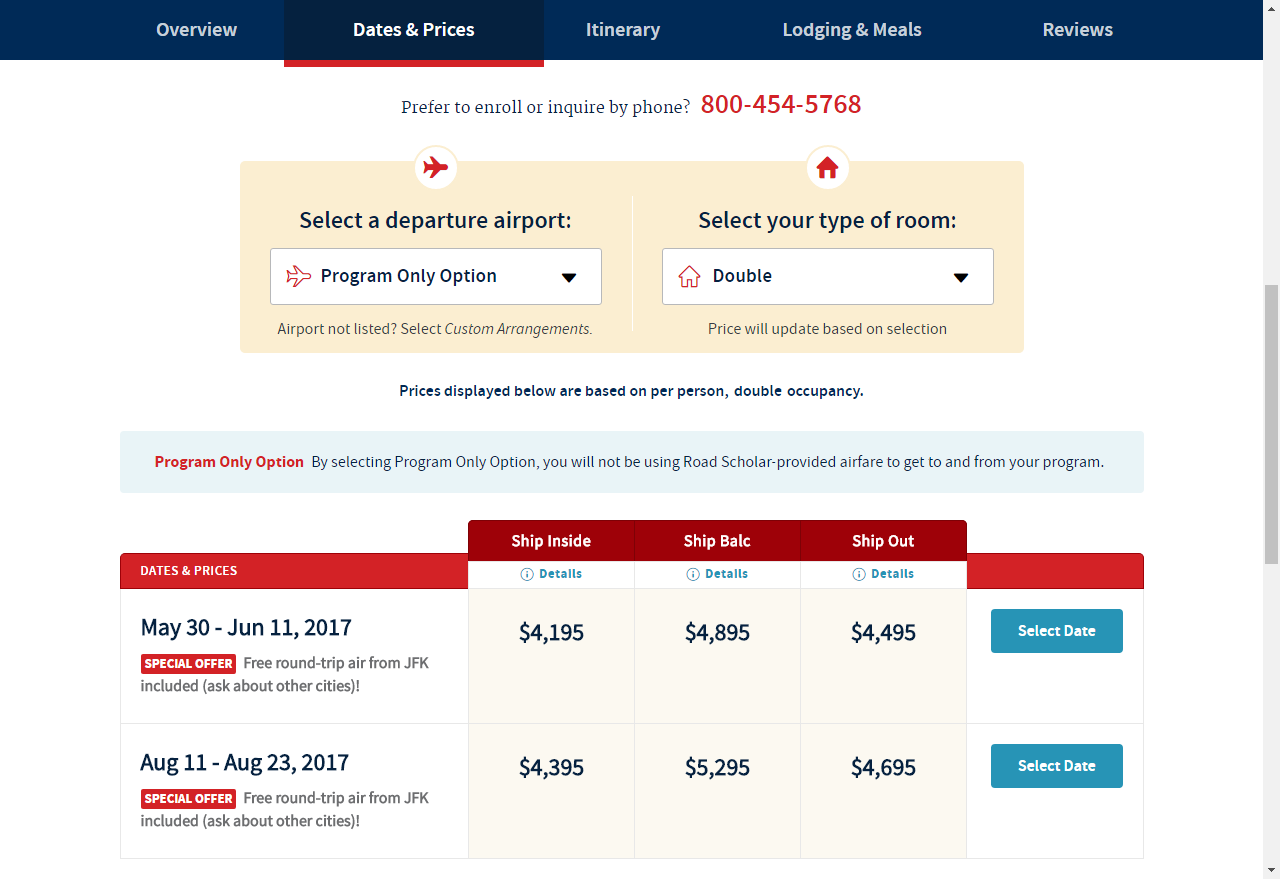 Overview Dates & Prices Itinerary Lodging & Meals Reviews
Prefer to enroll or inquire by phone? 800-454-5768
Select a departure airport:
Program Only Option
Airport not listed? Select Custom Arrangements.
Select your type of room:
Double
Price will update based on selection
Prices displayed below are based on per person, double occupancy.
Program Only Option By selecting Program Only Option, you will not be using Road Scholar-provided airfare to get to and from your program.
Ship Inside Ship Balc Ship Out
DATES & PRICES Details Details Details
May 30 - Jun 11, 2017 $4,195 $4,895 $4,495 Select Date
SPECIAL OFFER Free round-trip air from JFK
included (ask about other cities)!
Aug 11 - Aug 23, 2017 $4,395 $5,295 $4,695 Select Date
SPECIAL OFFER Free round-trip air from JFK
included (ask about other cities)!